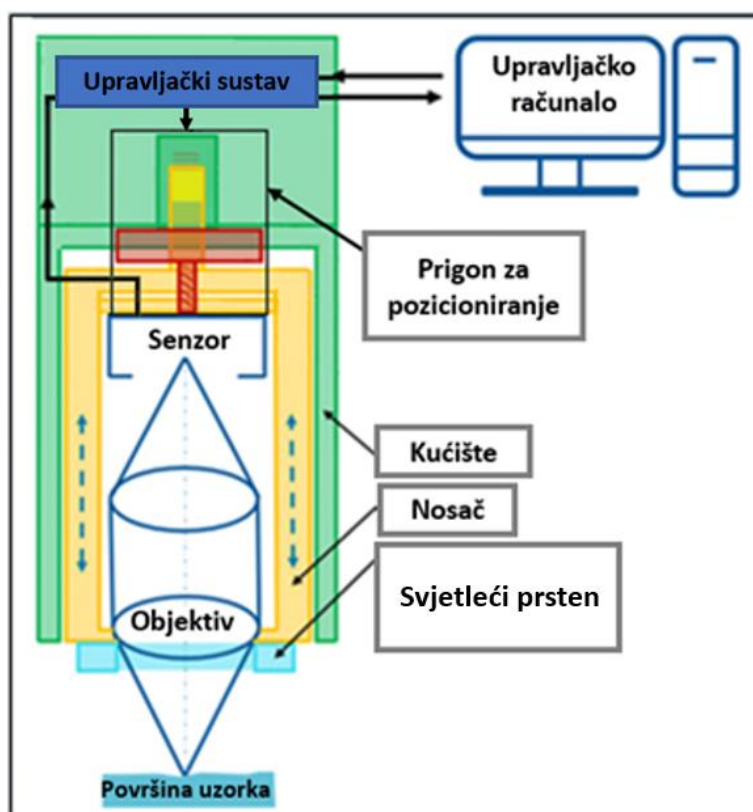 Upravljački sustav
Upravljačko
računalo
Prigon za
pozicioniranje
Senzor
Kućište
Nosač
Svjetleći prsten
Objektiv
Površina uzorka